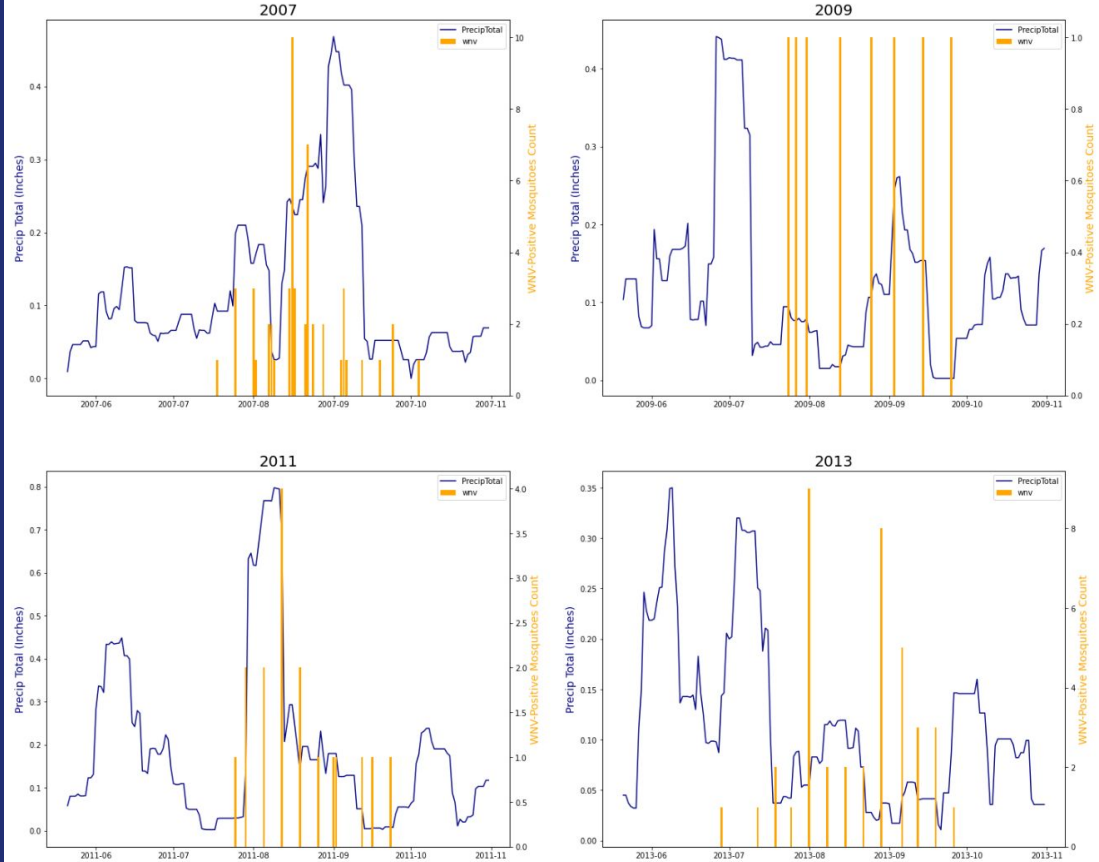 2007
PrecipTotal
wnv
Precip Total (Inches)
0.4
0.3
0.2
0.1
0.0
10
8
6
4
2
0
WNV-Positive Mosquitoes Count
2007-06 2007-07 2007-08 2007-09 2007-10 2007-11
2009
PrecipTotal
wnv
Precip Total (Inches)
0.4
0.3
0.2
0.1
0.0
1.0
0.8
0.6
0.4
0.2
0.0
WNV-Positive Mosquitoes Count
2009-06 2009-07 2009-08 2009-09 2009-10 2009-11
2011
PrecipTotal
wnv
Precip Total (Inches)
0.8
0.7
0.6
0.5
0.4
0.3
0.2
0.1
0.0
4.0
3.5
3.0
2.5
2.0
1.5
1.0
0.5
0.0
WNV-Positive Mosquitoes Count
2011-06 2011-07 2011-08 2011-09 2011-10 2011-11
2013
PrecipTotal
wnv
Precip Total (Inches)
0.35
0.30
0.25
0.20
0.15
0.10
0.05
0.00
8
6
4
2
0
WNV-Positive Mosquitoes Count
2013-06 2013-07 2013-08 2013-09 2013-10 2013-11